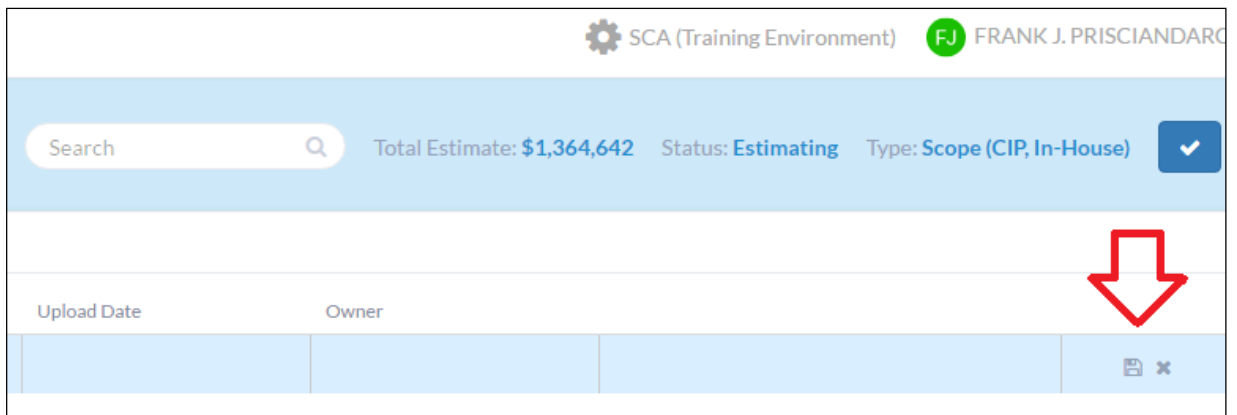 SCA (Training Environment) FJ FRANK J. PRISCIANDARO
Search Total Estimate: $1,364,642 Status: Estimating Type: Scope (CIP, In-House)
Upload Date Owner